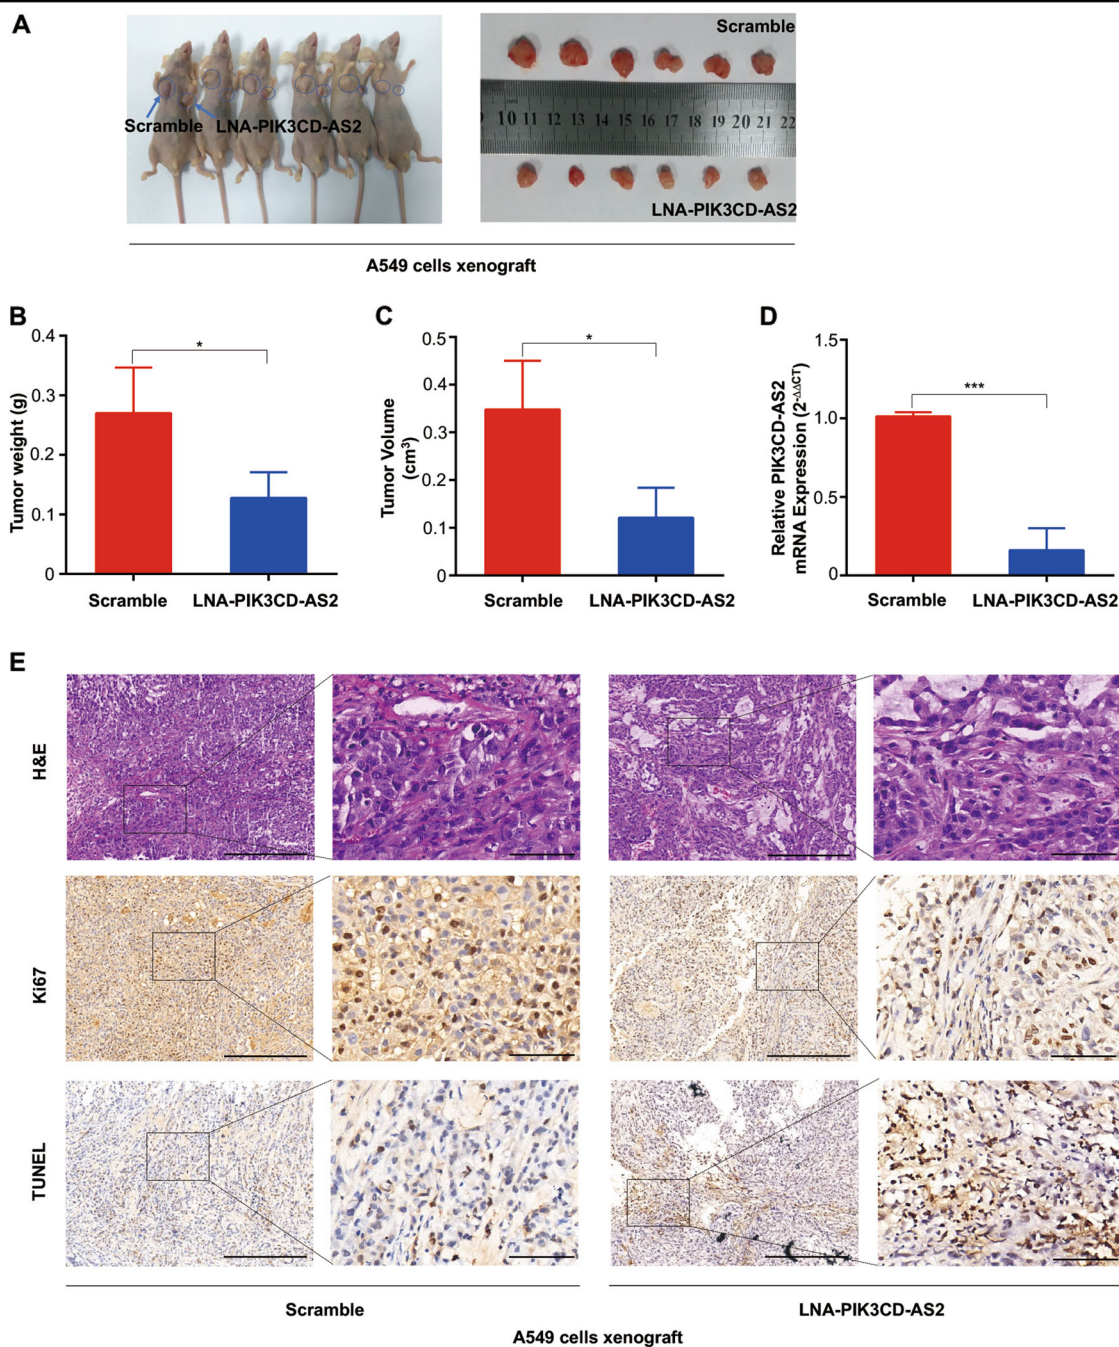 A
Scramble
LNA-PIK3CD-AS2
Scramble
10 11 12 13 14 15 16 17 18 19 20 21 22
LNA-PIK3CD-AS2
A549 cells xenograft
B
Tumor weight (g)
0.4
0.3
0.2
0.1
0
*
Scramble
LNA-PIK3CD-AS2
C
Tumor Volume
(cm³)
0.5
0.4
0.3
0.2
0.1
0
*
Scramble
LNA-PIK3CD-AS2
D
Relative PIK3CD-AS2
mRNA Expression (2-ΔΔCT)
1.5
1.0
0.5
0
***
Scramble
LNA-PIK3CD-AS2
E
H&E
Ki67
TUNEL
Scramble
LNA-PIK3CD-AS2
A549 cells xenograft